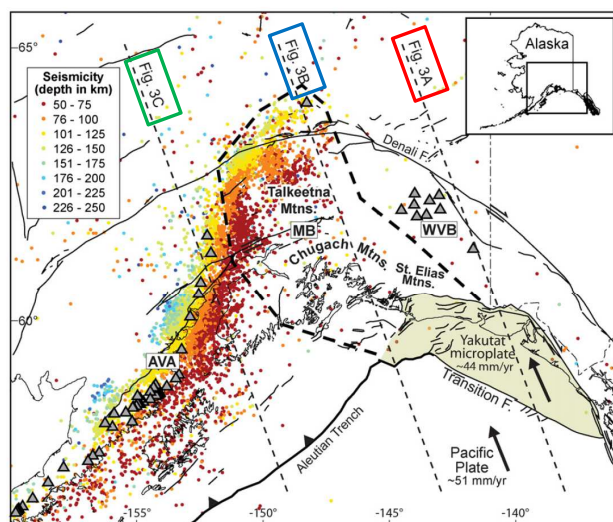 65°
Fig. 3C
Fig. 3B
Fig. 3A
Alaska
Seismicity
(depth in km)
50 - 75
76 - 100
101 - 125
126 - 150
151 - 175
176 - 200
201 - 225
226 - 250
Denali F.
Talkeetna
Mtns.
MB
WVB
Chugach Mtns.
St. Elias
Mtns.
60
Yakutat
microplate
~44 mm/yr
AVA
Transition F.
Aleutian Trench
Pacific
Plate
~51 mm/yr
-155°
-150°
-145°
-140°